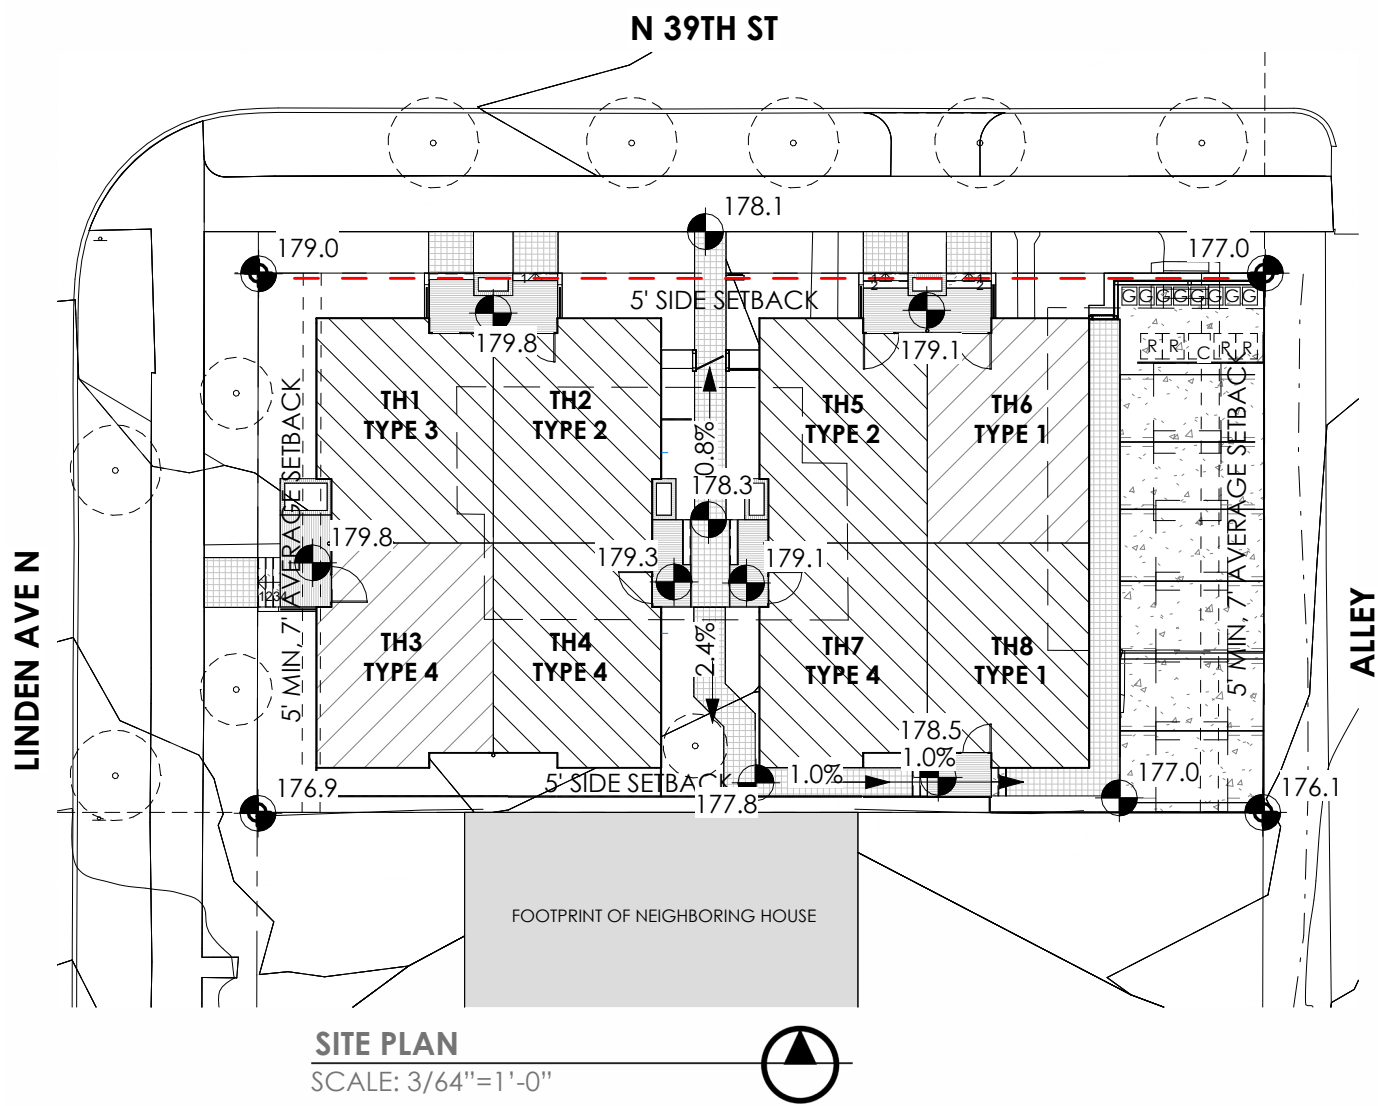 N 39TH ST
178.1
179.0
177.0
5' SIDE SETBACK
GGGGGGGG
179.8
179.1
R R C R R
TH1
TYPE 3
TH2
TYPE 2
TH5
TYPE 2
TH6
TYPE 1
0.8%
178.3
5' MIN, 7' AVERAGE SETBACK
5' MIN, 7' AVERAGE SETBACK
179.8
179.3
179.1
1234
LINDEN AVE N
ALLEY
TH3
TYPE 4
TH4
TYPE 4
2.4%
TH7
TYPE 4
TH8
TYPE 1
178.5
1.0%
1.0%
177.0
176.9
5' SIDE SETBACK
177.8
176.1
FOOTPRINT OF NEIGHBORING HOUSE
SITE PLAN
SCALE: 3/64"=1'-0"